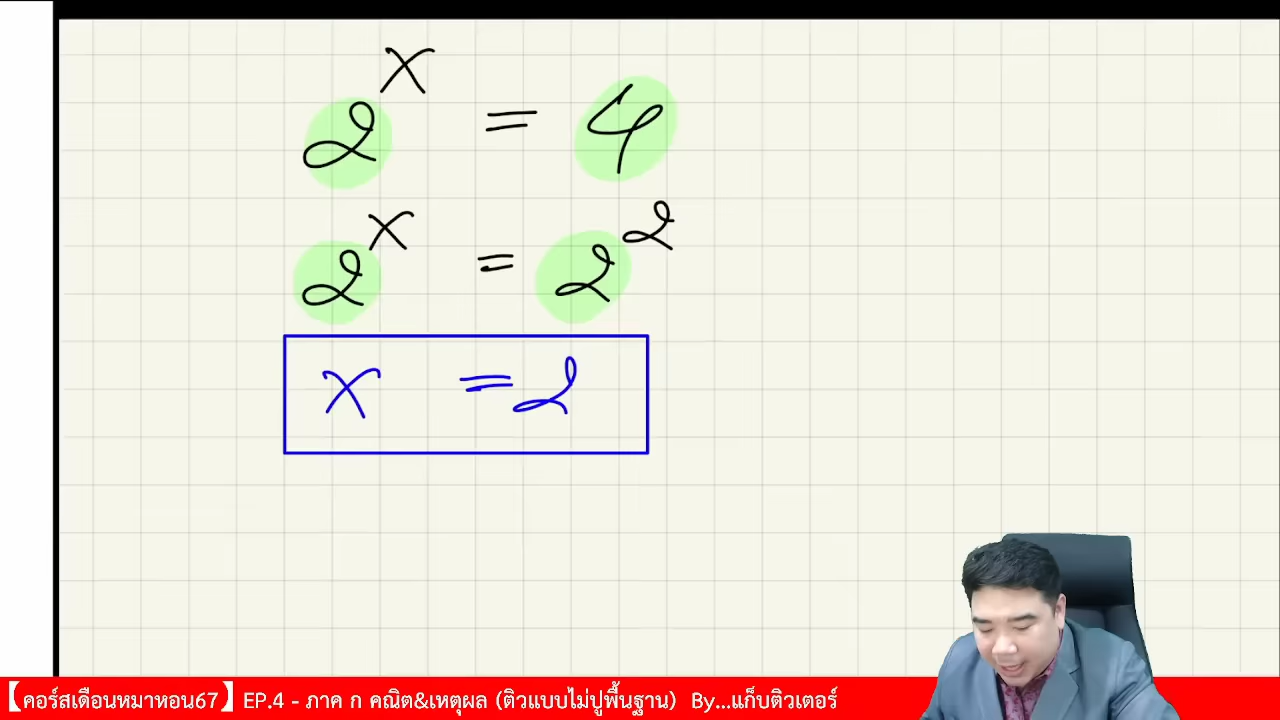 2^x = 4
2^x = 2^2
x = 2
【คอร์สเดือนหมาหอน67】 EP.4 - ภาค ก คณิต&เหตุผล (ติวแบบไม่ปูพื้นฐาน) By...แก็บติวเตอร์